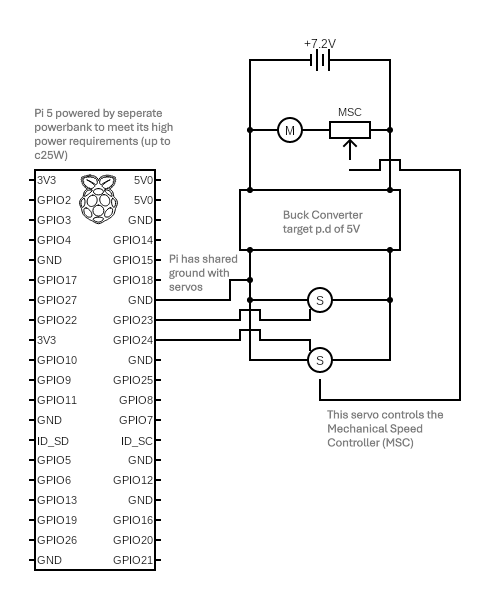 +7.2V
Pi 5 powered by seperate
powerbank to meet its high
power requirements (up to
c25W)
MSC
M
3V3 5V0
GPIO2 5V0
GPIO3 GND
GPIO4 GPIO14
GND GPIO15
GPIO17 GPIO18
GPIO27 GND
GPIO22 GPIO23
3V3 GPIO24
GPIO10 GND
GPIO9 GPIO25
GPIO11 GPIO8
GND GPIO7
ID_SD ID_SC
GPIO5 GND
GPIO6 GPIO12
GPIO13 GND
GPIO19 GPIO16
GPIO26 GPIO20
GND GPIO21
Buck Converter
target p.d of 5V
Pi has shared
ground with
servos
S
S
This servo controls the
Mechanical Speed
Controller (MSC)